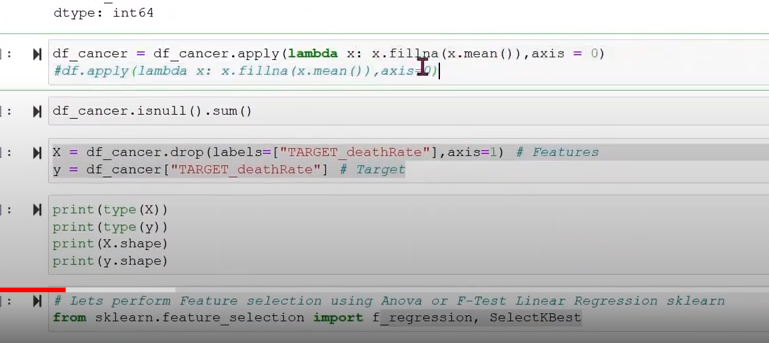 dtype: int64
df_cancer = df_cancer.apply(lambda x: x.fillna(x.mean()),axis = 0)
#df.apply(lambda x: x.fillna(x.mean()),axis=0)
df_cancer.isnull().sum()
X = df_cancer.drop(labels=["TARGET_deathRate"],axis=1) # Features
y = df_cancer["TARGET_deathRate"] # Target
print(type(X))
print(type(y))
print(X.shape)
print(y.shape)
# Lets perform Feature selection using Anova or F-Test Linear Regression sklearn
from sklearn.feature_selection import f_regression, SelectKBest